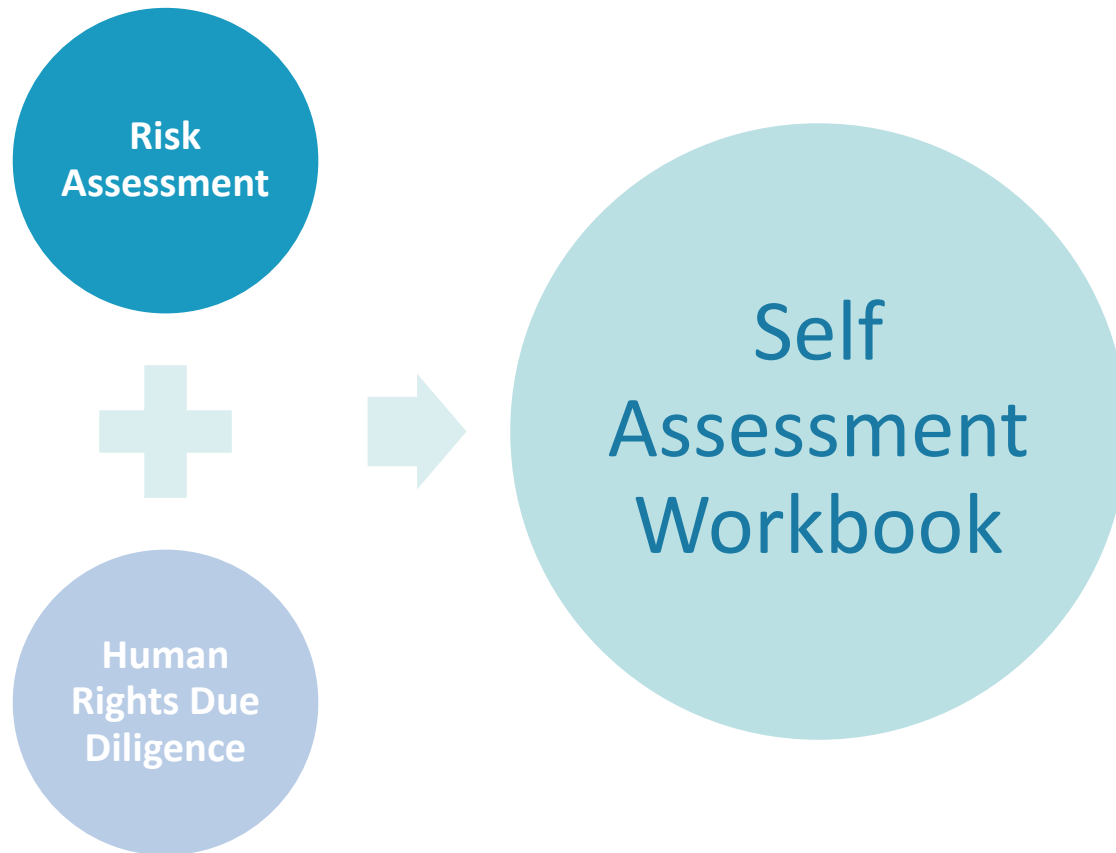 Risk
Assessment
Human
Rights Due
Diligence
Self
Assessment
Workbook